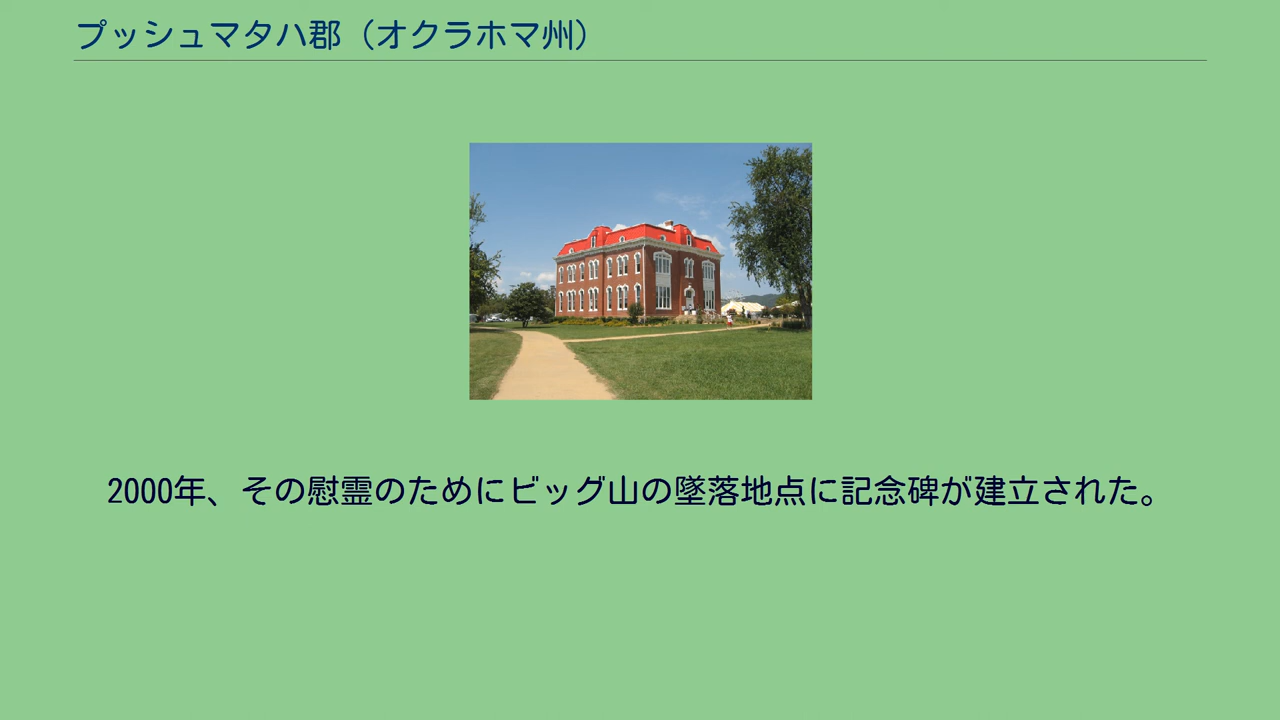 プッシュマタハ郡（オクラホマ州）
2000年、その慰霊のためにビッグ山の墜落地点に記念碑が建立された。